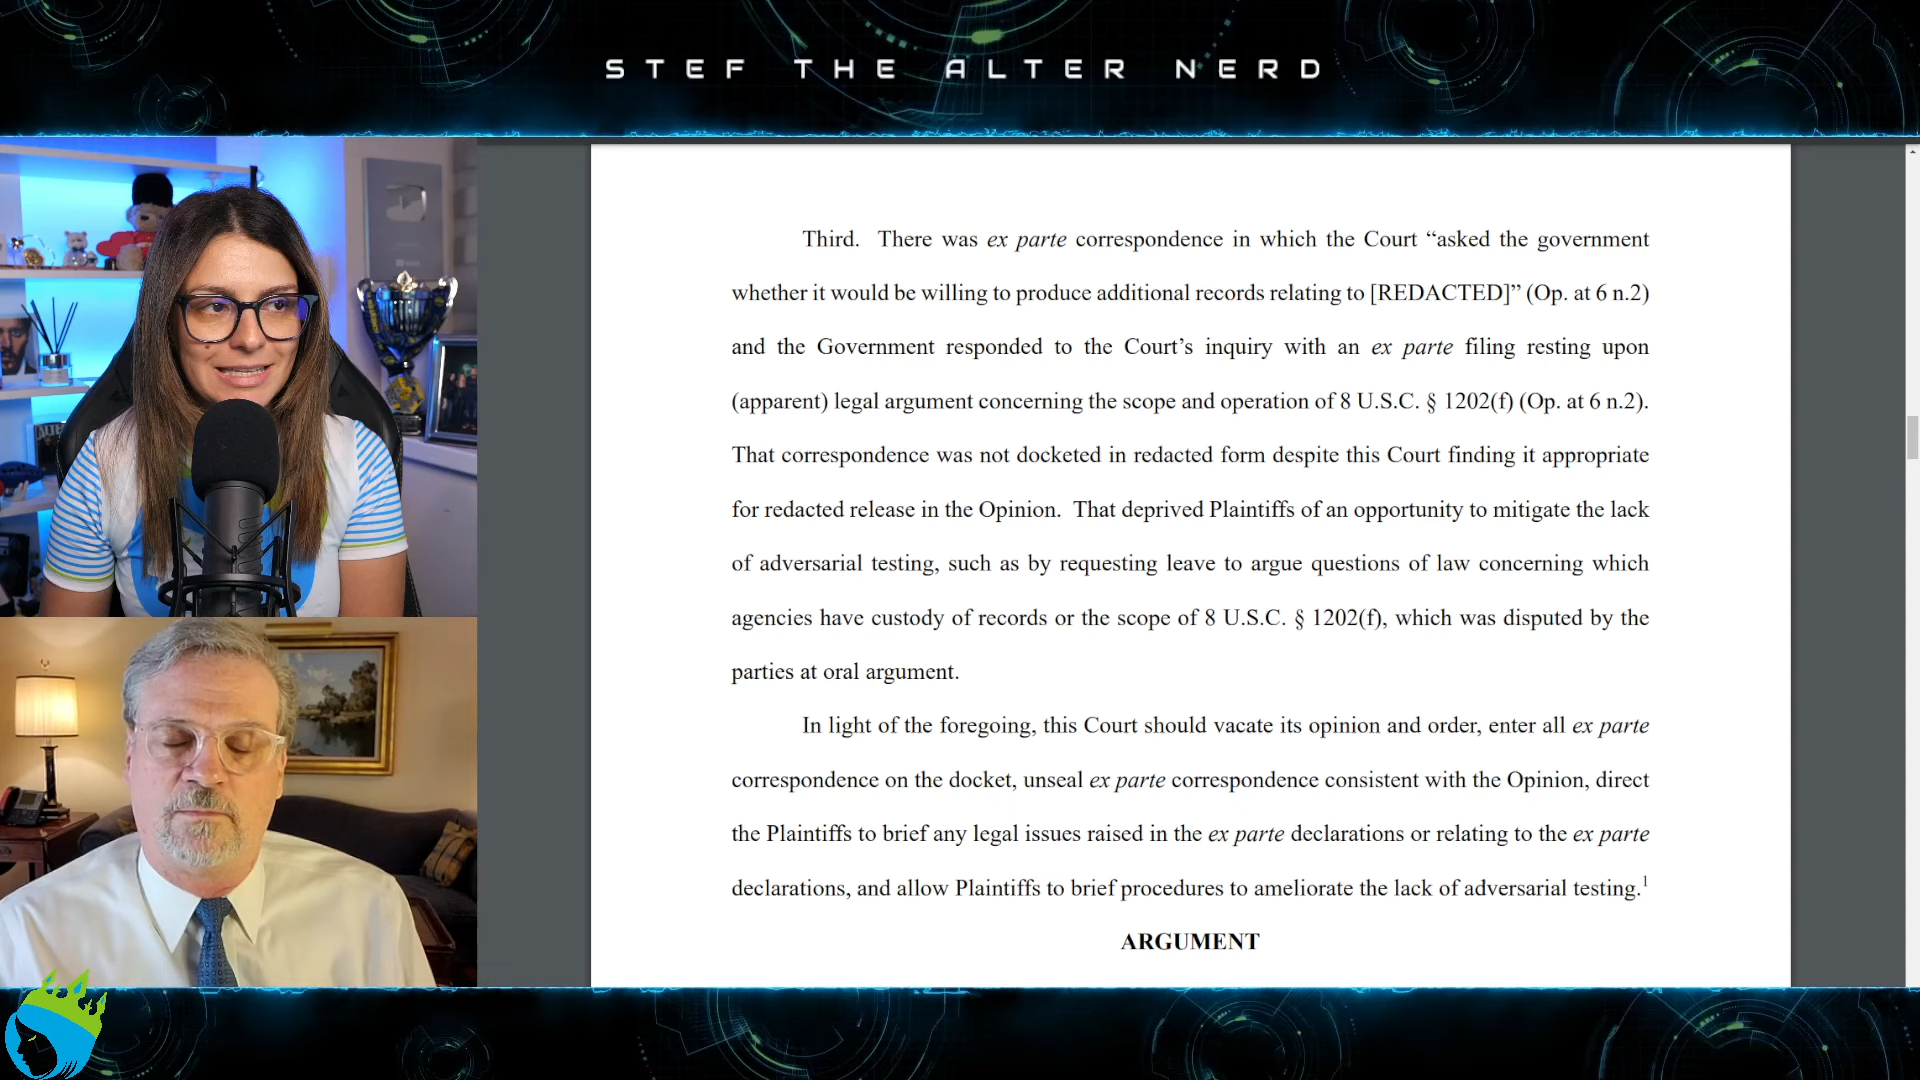 STEF THE ALTER NERD
Third. There was ex parte correspondence in which the Court “asked the government
whether it would be willing to produce additional records relating to [REDACTED]” (Op. at 6 n.2)
and the Government responded to the Court’s inquiry with an ex parte filing resting upon
(apparent) legal argument concerning the scope and operation of 8 U.S.C. § 1202(f) (Op. at 6 n.2).
That correspondence was not docketed in redacted form despite this Court finding it appropriate
for redacted release in the Opinion. That deprived Plaintiffs of an opportunity to mitigate the lack
of adversarial testing, such as by requesting leave to argue questions of law concerning which
agencies have custody of records or the scope of 8 U.S.C. § 1202(f), which was disputed by the
parties at oral argument.
In light of the foregoing, this Court should vacate its opinion and order, enter all ex parte
correspondence on the docket, unseal ex parte correspondence consistent with the Opinion, direct
the Plaintiffs to brief any legal issues raised in the ex parte declarations or relating to the ex parte
declarations, and allow Plaintiffs to brief procedures to ameliorate the lack of adversarial testing.1
ARGUMENT